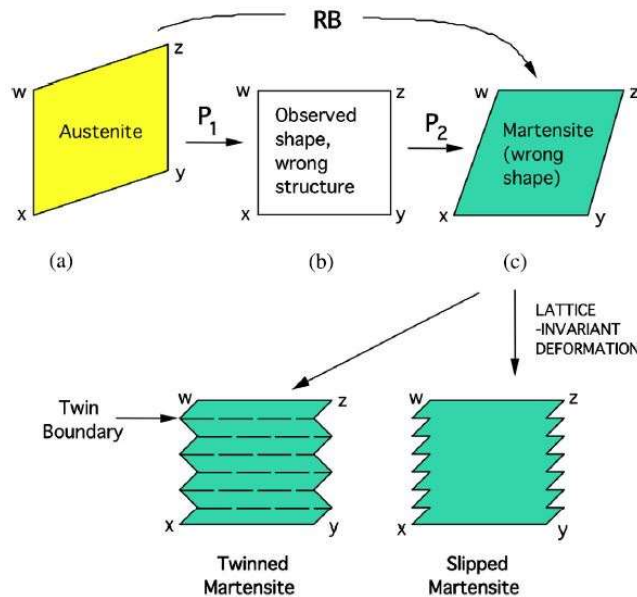 RB
w
z
Austenite
x
y
P1
w
z
Observed
shape,
wrong
structure
x
y
P2
w
z
Martensite
(wrong
shape)
x
y
(a)
(b)
(c)
LATTICE
-INVARIANT
DEFORMATION
Twin
Boundary
w
z
x
y
w
z
x
y
Twinned
Martensite
Slipped
Martensite